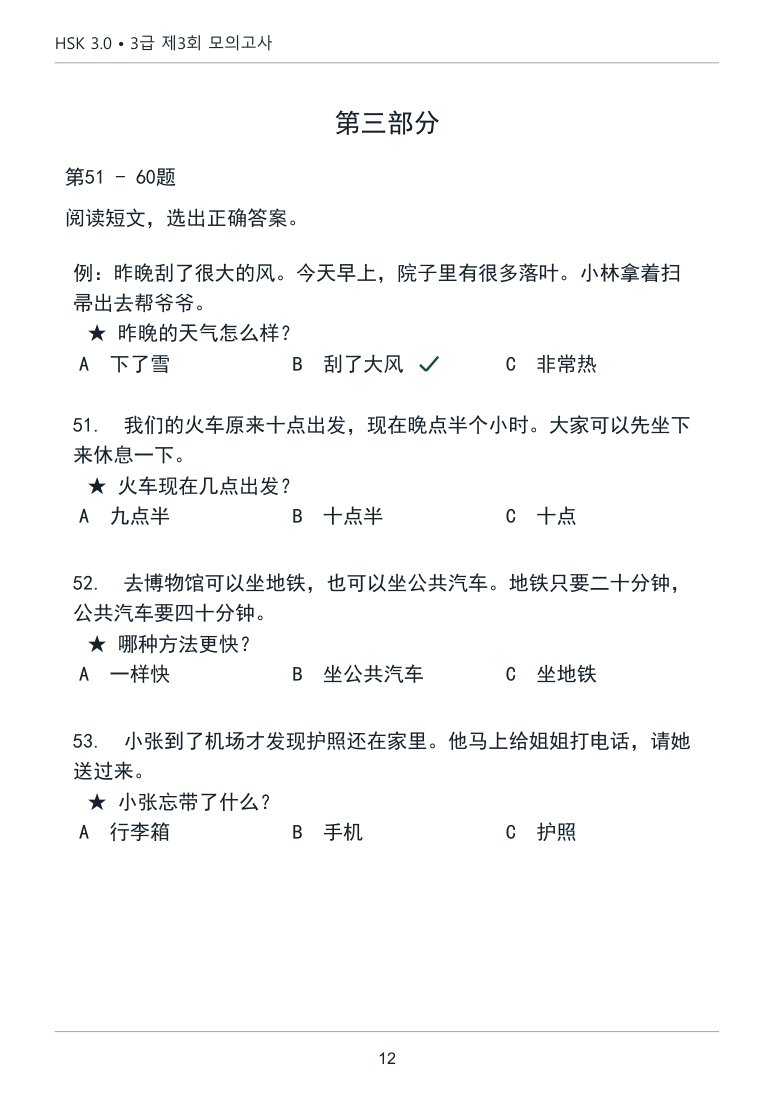 HSK 3.0 • 3급 제3회 모의고사
第三部分
第51 – 60题
阅读短文，选出正确答案。
例：昨晚刮了很大的风。今天早上，院子里有很多落叶。小林拿着扫
帚出去帮爷爷。
★ 昨晚的天气怎么样？
A 下了雪 B 刮了大风 ✓ C 非常热
51. 我们的火车原来十点出发，现在晚点半个小时。大家可以先坐下
来休息一下。
★ 火车现在几点出发？
A 九点半 B 十点半 C 十点
52. 去博物馆可以坐地铁，也可以坐公共汽车。地铁只要二十分钟，
公共汽车要四十分钟。
★ 哪种方法更快？
A 一样快 B 坐公共汽车 C 坐地铁
53. 小张到了机场才发现护照还在家里。他马上给姐姐打电话，请她
送过来。
★ 小张忘带了什么？
A 行李箱 B 手机 C 护照
12